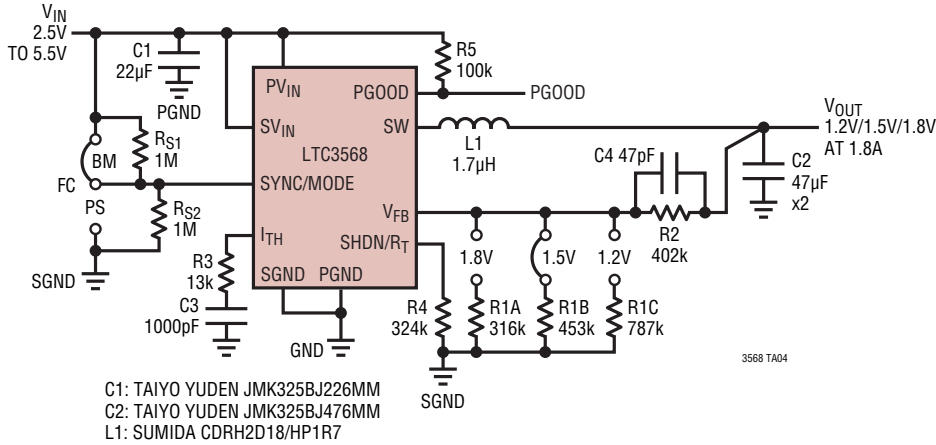 VIN
2.5V
TO 5.5V
C1
22µF
PGND
R5
100k
PVIN
PGOOD
PGOOD
SVIN
SW
LTC3568
L1
1.7µH
VOUT
1.2V/1.5V/1.8V
AT 1.8A
C2
47µF
x2
RS1
1M
BM
FC
PS
SYNC/MODE
RS2
1M
C4 47pF
VFB
R2
402k
ITH
SHDN/RT
1.8V
1.5V
1.2V
SGND
R3
13k
SGND
PGND
C3
1000pF
R4
324k
R1A
316k
R1B
453k
R1C
787k
GND
SGND
3568 TA04
C1: TAIYO YUDEN JMK325BJ226MM
C2: TAIYO YUDEN JMK325BJ476MM
L1: SUMIDA CDRH2D18/HP1R7